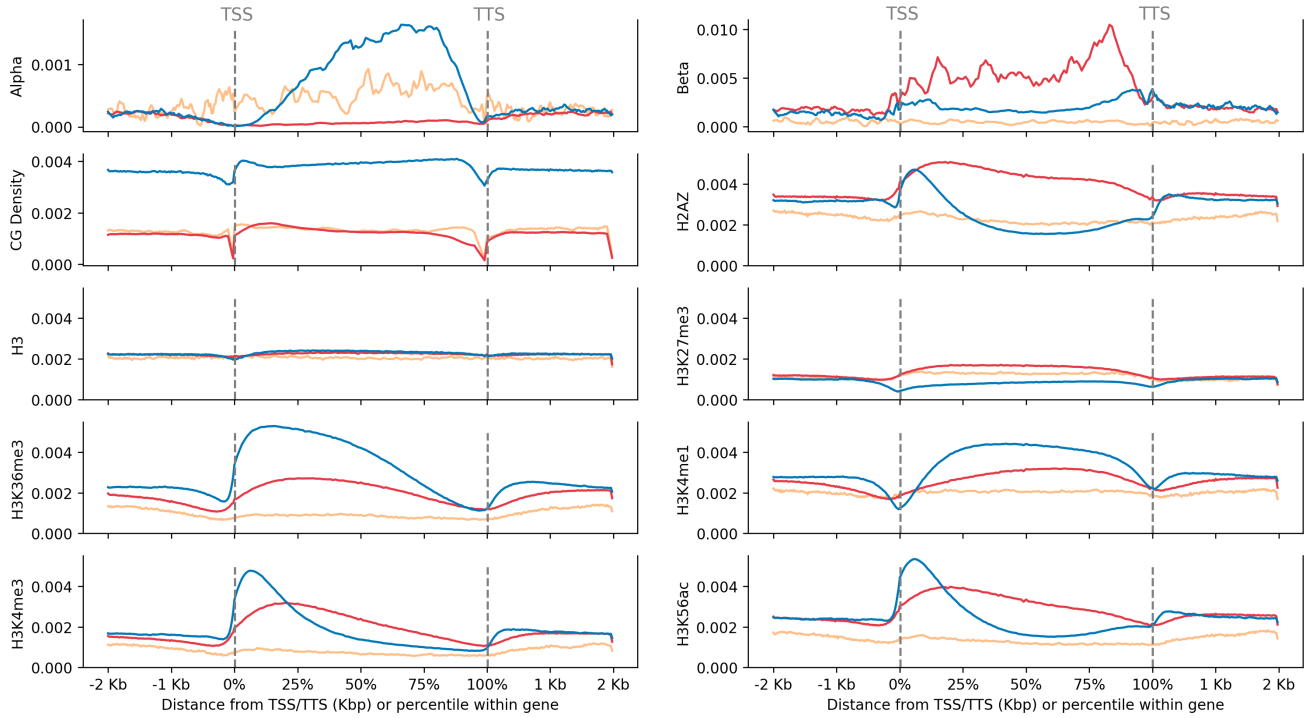 TSS TTS
Alpha
0.001
0.000
TSS TTS
Beta
0.010
0.005
0.000
CG Density
0.004
0.002
0.000
H2AZ
0.004
0.002
0.000
H3
0.004
0.002
0.000
H3K27me3
0.004
0.002
0.000
H3K36me3
0.004
0.002
0.000
H3K4me1
0.004
0.002
0.000
H3K4me3
0.004
0.002
0.000
-2 Kb -1 Kb 0% 25% 50% 75% 100% 1 Kb 2 Kb
Distance from TSS/TTS (Kbp) or percentile within gene
H3K56ac
0.004
0.002
0.000
-2 Kb -1 Kb 0% 25% 50% 75% 100% 1 Kb 2 Kb
Distance from TSS/TTS (Kbp) or percentile within gene